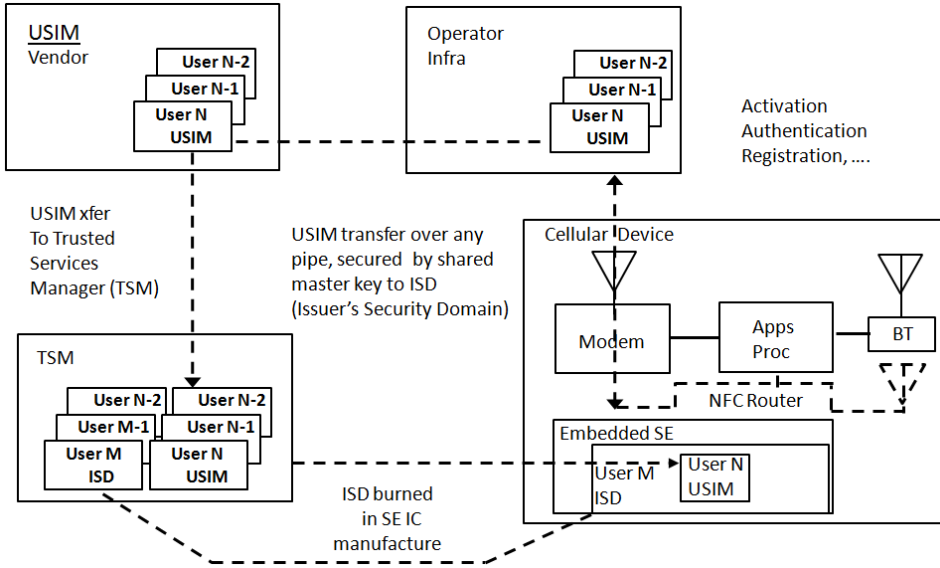 USIM
Vendor
User N-2
User N-1
User N
USIM
Operator
Infra
User N-2
User N-1
User N
USIM
Activation
Authentication
Registration, ....
USIM xfer
To Trusted
Services
Manager (TSM)
USIM transfer over any
pipe, secured by shared
master key to ISD
(Issuer's Security Domain)
Cellular Device
Modem
Apps
Proc
BT
NFC Router
TSM
User N-2
User M-1
User M
ISD
User N-2
User N-1
User N
USIM
Embedded SE
User M
ISD
User N
USIM
ISD burned
in SE IC
manufacture